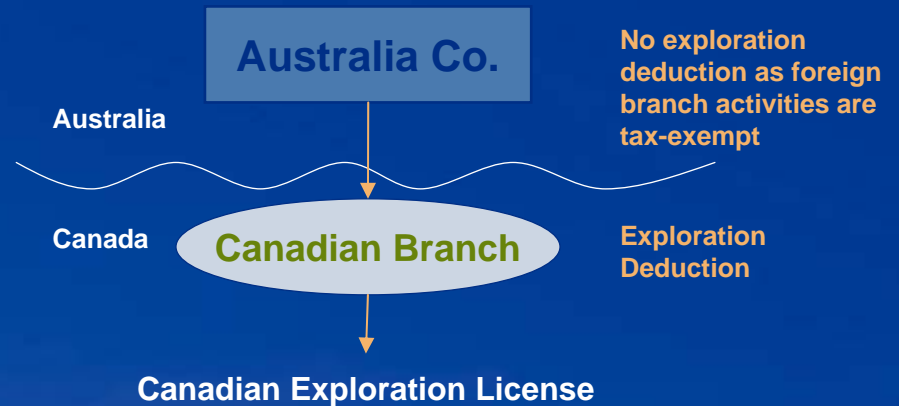 Australia Co.
No exploration
deduction as foreign
branch activities are
tax-exempt
Australia
Canada
Canadian Branch
Exploration
Deduction
Canadian Exploration License